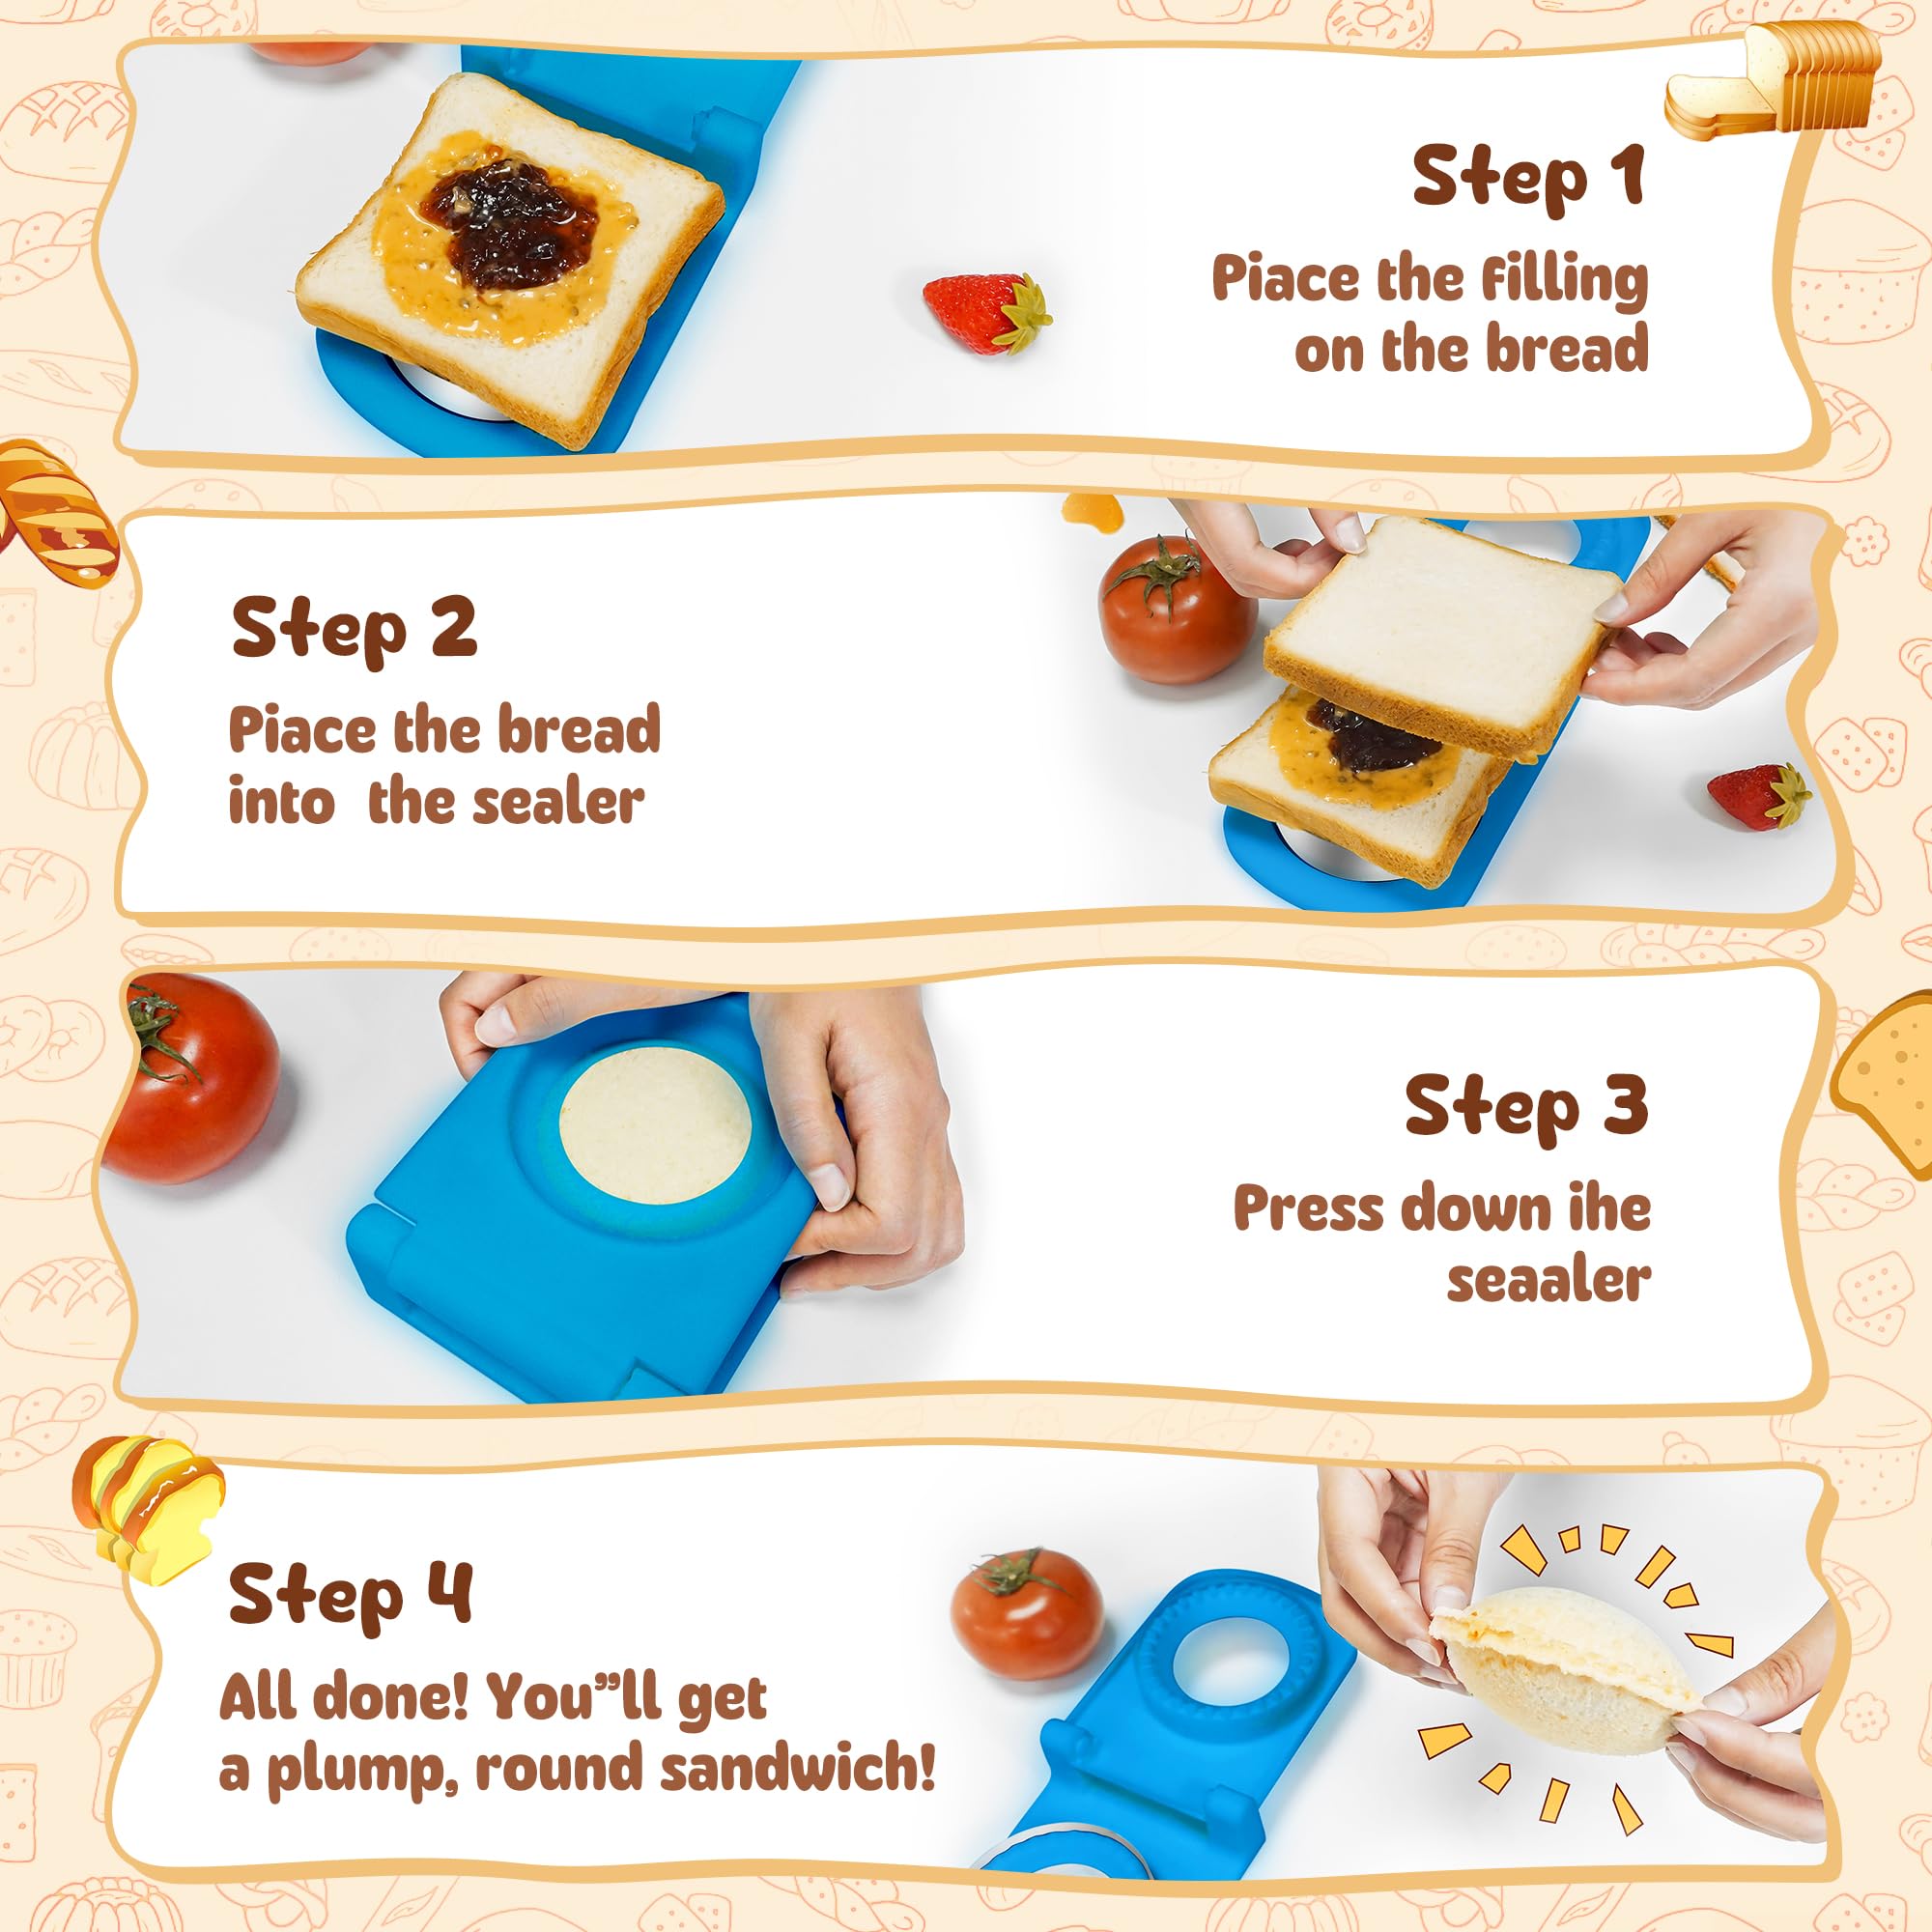 Step 1
Piace the filling
on the bread
Step 2
Piace the bread
into  the sealer
Step 3
Press down ihe
seaaler
Step 4
All done! You”ll get
a plump, round sandwich!